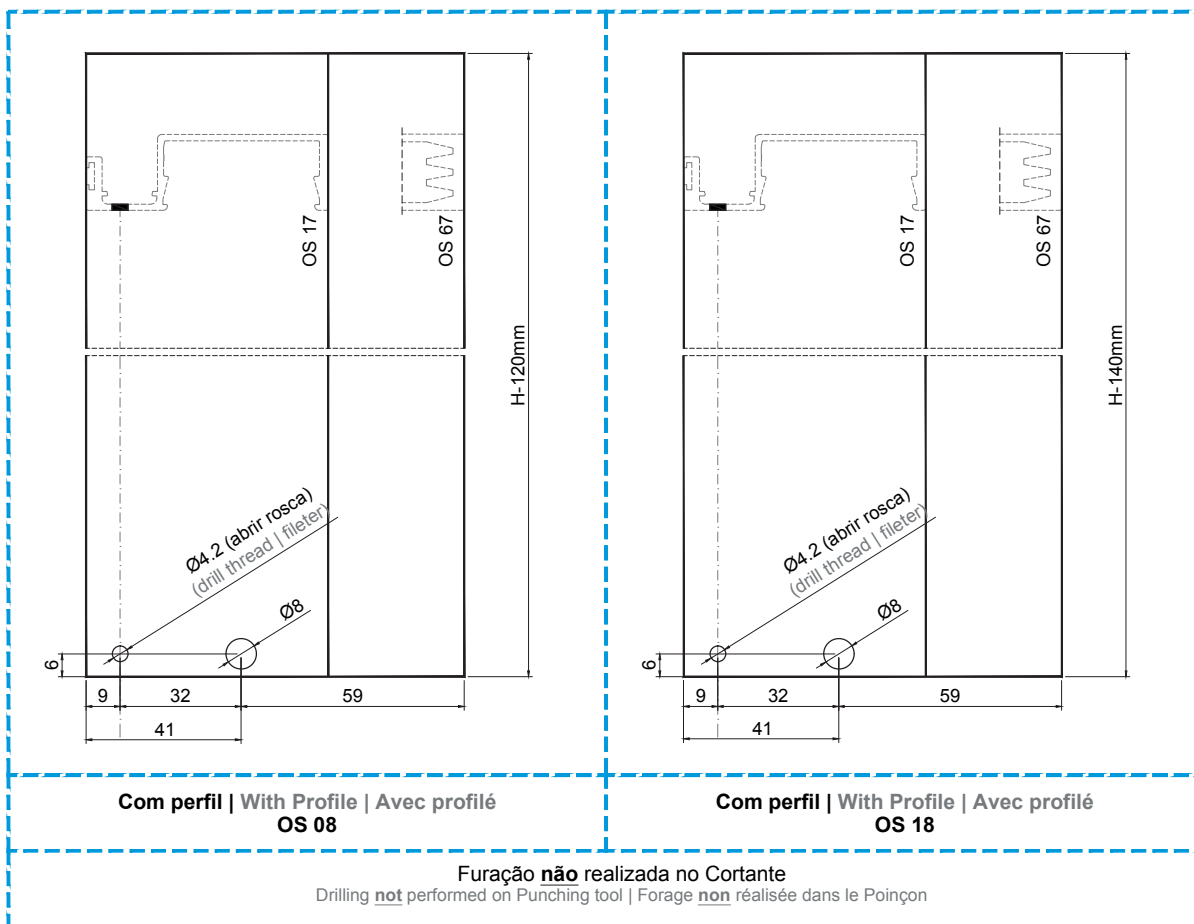 OS 17
OS 67
H-120mm
Ø4.2 (abrir rosca)
(drill thread | fileter)
Ø8
6
9
32
59
41
Com perfil | With Profile | Avec profilé
OS 08
OS 17
OS 67
H-140mm
Ø4.2 (abrir rosca)
(drill thread | fileter)
Ø8
6
9
32
59
41
Com perfil | With Profile | Avec profilé
OS 18
Furação não realizada no Cortante
Drilling not performed on Punching tool | Forage non réalisée dans le Poinçon